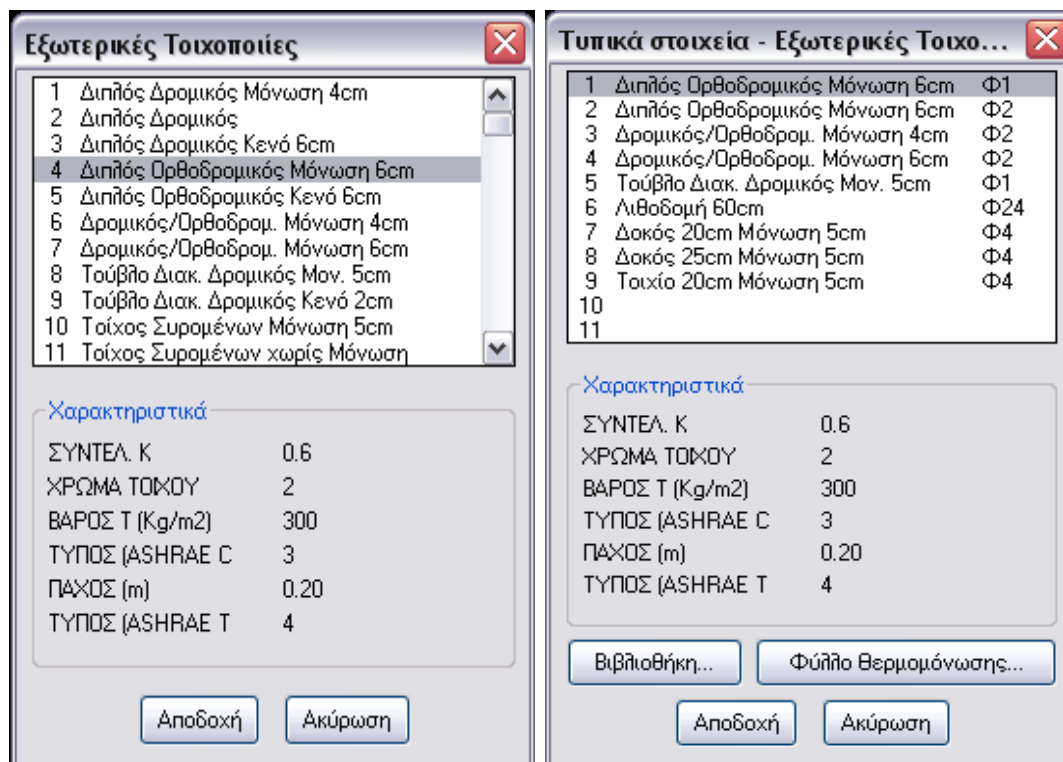 Εξωτερικές Τοιχοποιίες
1 Διπλός Δρομικός Μόνωση 4cm
2 Διπλός Δρομικός
3 Διπλός Δρομικός Κενό 6cm
4 Διπλός Ορθοδρομικός Μόνωση 6cm
5 Διπλός Ορθοδρομικός Κενό 6cm
6 Δρομικός/Ορθοδρομ. Μόνωση 4cm
7 Δρομικός/Ορθοδρομ. Μόνωση 6cm
8 Τούβλο Διακ. Δρομικός Μον. 5cm
9 Τούβλο Διακ. Δρομικός Κενό 2cm
10 Τοίχος Συρομένων Μόνωση 5cm
11 Τοίχος Συρομένων χωρίς Μόνωση
Χαρακτηριστικά
ΣΥΝΤΕΛ. Κ 0.6
ΧΡΩΜΑ ΤΟΙΧΟΥ 2
ΒΑΡΟΣ Τ (Kg/m2) 300
ΤΥΠΟΣ (ASHRAE C 3
ΠΑΧΟΣ (m) 0.20
ΤΥΠΟΣ (ASHRAE T 4
Αποδοχή Ακύρωση
Τυπικά στοιχεία - Εξωτερικές Τοιχο...
1 Διπλός Ορθοδρομικός Μόνωση 6cm Φ1
2 Διπλός Ορθοδρομικός Μόνωση 6cm Φ2
3 Δρομικός/Ορθοδρομ. Μόνωση 4cm Φ2
4 Δρομικός/Ορθοδρομ. Μόνωση 6cm Φ2
5 Τούβλο Διακ. Δρομικός Μον. 5cm Φ1
6 Λιθοδομή 60cm Φ24
7 Δοκός 20cm Μόνωση 5cm Φ4
8 Δοκός 25cm Μόνωση 5cm Φ4
9 Τοιχίο 20cm Μόνωση 5cm Φ4
10
11
Χαρακτηριστικά
ΣΥΝΤΕΛ. Κ 0.6
ΧΡΩΜΑ ΤΟΙΧΟΥ 2
ΒΑΡΟΣ Τ (Kg/m2) 300
ΤΥΠΟΣ (ASHRAE C 3
ΠΑΧΟΣ (m) 0.20
ΤΥΠΟΣ (ASHRAE T 4
Βιβλιοθήκη... Φύλλο Θερμομόνωσης...
Αποδοχή Ακύρωση